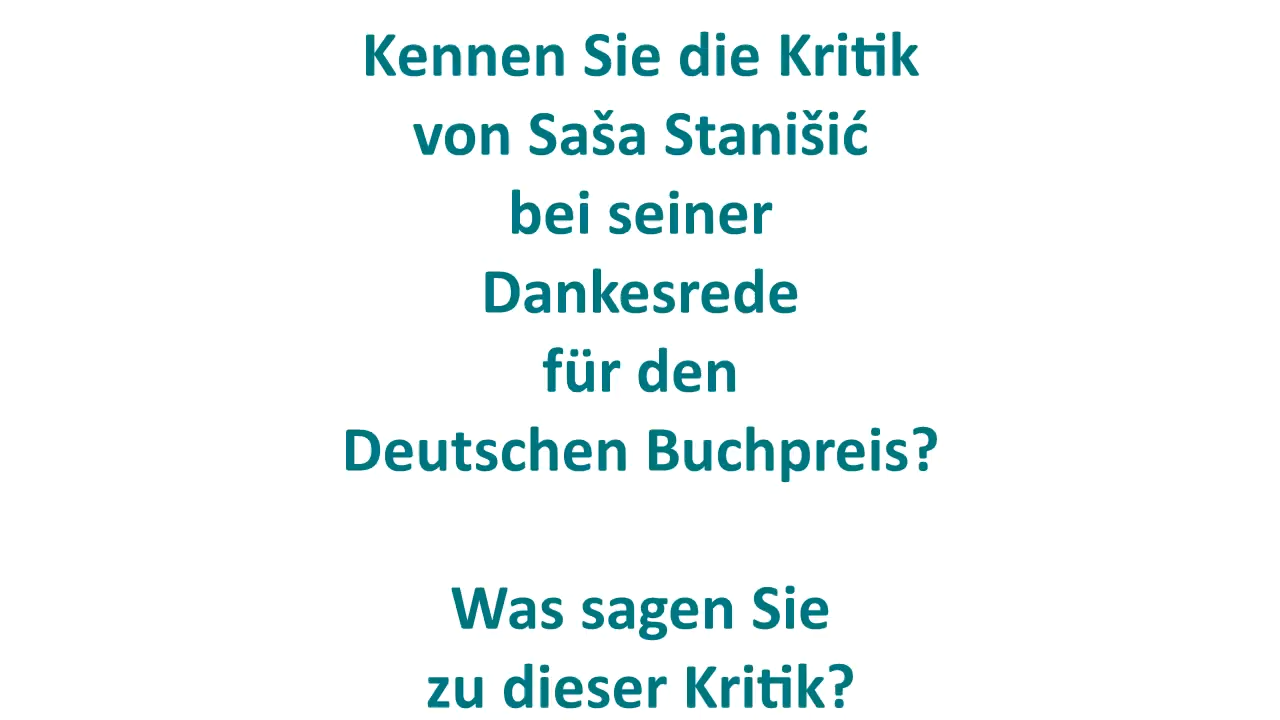 Kennen Sie die Kritik
von Saša Stanišić
bei seiner
Dankesrede
für den
Deutschen Buchpreis?
Was sagen Sie
zu dieser Kritik?